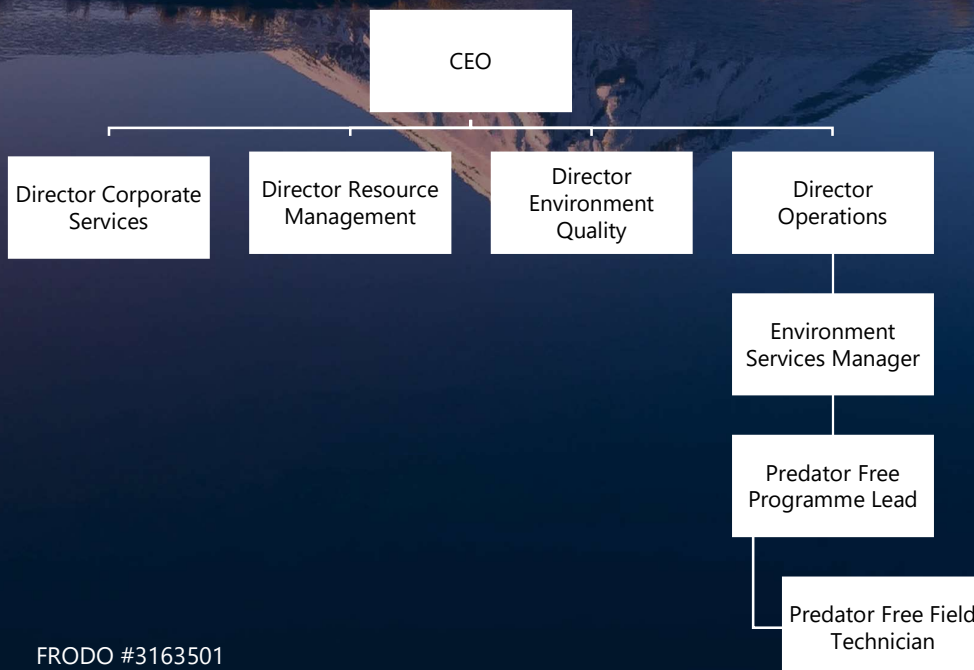 CEO
Director Corporate
Services
Director Resource
Management
Director
Environment
Quality
Director
Operations
Environment
Services Manager
Predator Free
Programme Lead
Predator Free Field
Technician
FRODO #3163501